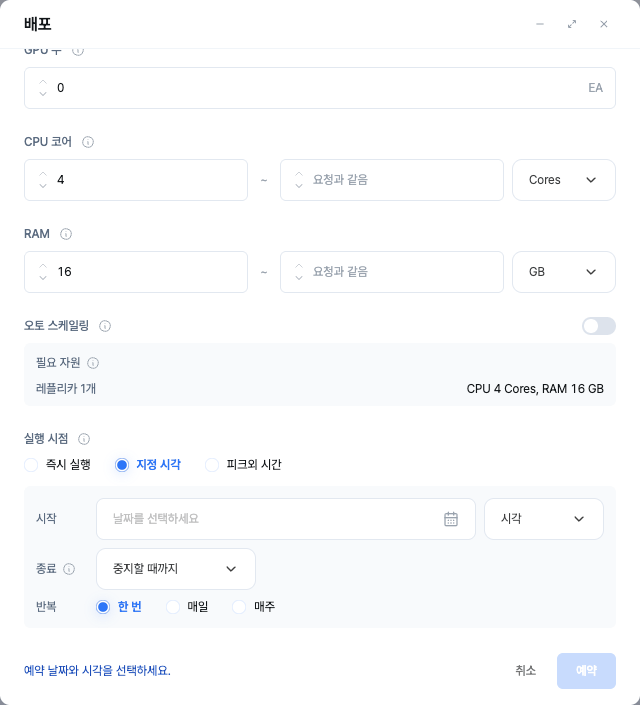 배포
GPU 수
0 EA
CPU 코어
4 ~ 요청과 같음 Cores
RAM
16 ~ 요청과 같음 GB
오토 스케일링
필요 자원
레플리카 1개 CPU 4 Cores, RAM 16 GB
실행 시점
즉시 실행 지정 시각 피크외 시간
시작 날짜를 선택하세요 시각
종료 중지할 때까지
반복 한 번 매일 매주
예약 날짜와 시각을 선택하세요. 취소 예약